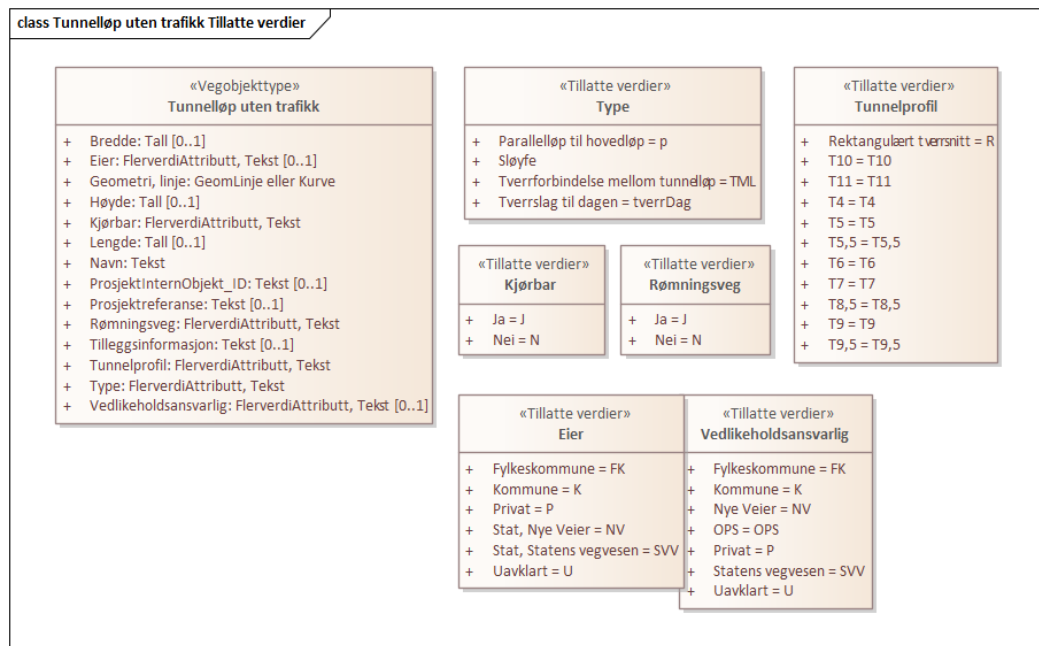 class Tunnelløp uten trafikk Tillatte verdier
«Vegobjekttype»
Tunnelløp uten trafikk
+ Bredde: Tall [0..1]
+ Eier: FlerverdiAttributt, Tekst [0..1]
+ Geometri, linje: GeomLinje eller Kurve
+ Høyde: Tall [0..1]
+ Kjørbar: FlerverdiAttributt, Tekst
+ Lengde: Tall [0..1]
+ Navn: Tekst
+ ProsjektInternObjekt_ID: Tekst [0..1]
+ Prosjektreferanse: Tekst [0..1]
+ Rømningsveg: FlerverdiAttributt, Tekst
+ Tilleggsinformasjon: Tekst [0..1]
+ Tunnelprofil: FlerverdiAttributt, Tekst
+ Type: FlerverdiAttributt, Tekst
+ Vedlikeholdsansvarlig: FlerverdiAttributt, Tekst [0..1]
«Tillatte verdier»
Type
+ Parallelløp til hovedløp = p
+ Sløyfe
+ Tverrforbindelse mellom tunnelløp = TML
+ Tverrslag til dagen = tverrDag
«Tillatte verdier»
Tunnelprofil
+ Rektangulært tverrsnitt = R
+ T10 = T10
+ T11 = T11
+ T4 = T4
+ T5 = T5
+ T5,5 = T5,5
+ T6 = T6
+ T7 = T7
+ T8,5 = T8,5
+ T9 = T9
+ T9,5 = T9,5
«Tillatte verdier»
Kjørbar
+ Ja = J
+ Nei = N
«Tillatte verdier»
Rømningsveg
+ Ja = J
+ Nei = N
«Tillatte verdier»
Eier
+ Fylkeskommune = FK
+ Kommune = K
+ Privat = P
+ Stat, Nye Veier = NV
+ Stat, Statens vegvesen = SVV
+ Uavklart = U
«Tillatte verdier»
Vedlikeholdsansvarlig
+ Fylkeskommune = FK
+ Kommune = K
+ Nye Veier = NV
+ OPS = OPS
+ Privat = P
+ Statens vegvesen = SVV
+ Uavklart = U